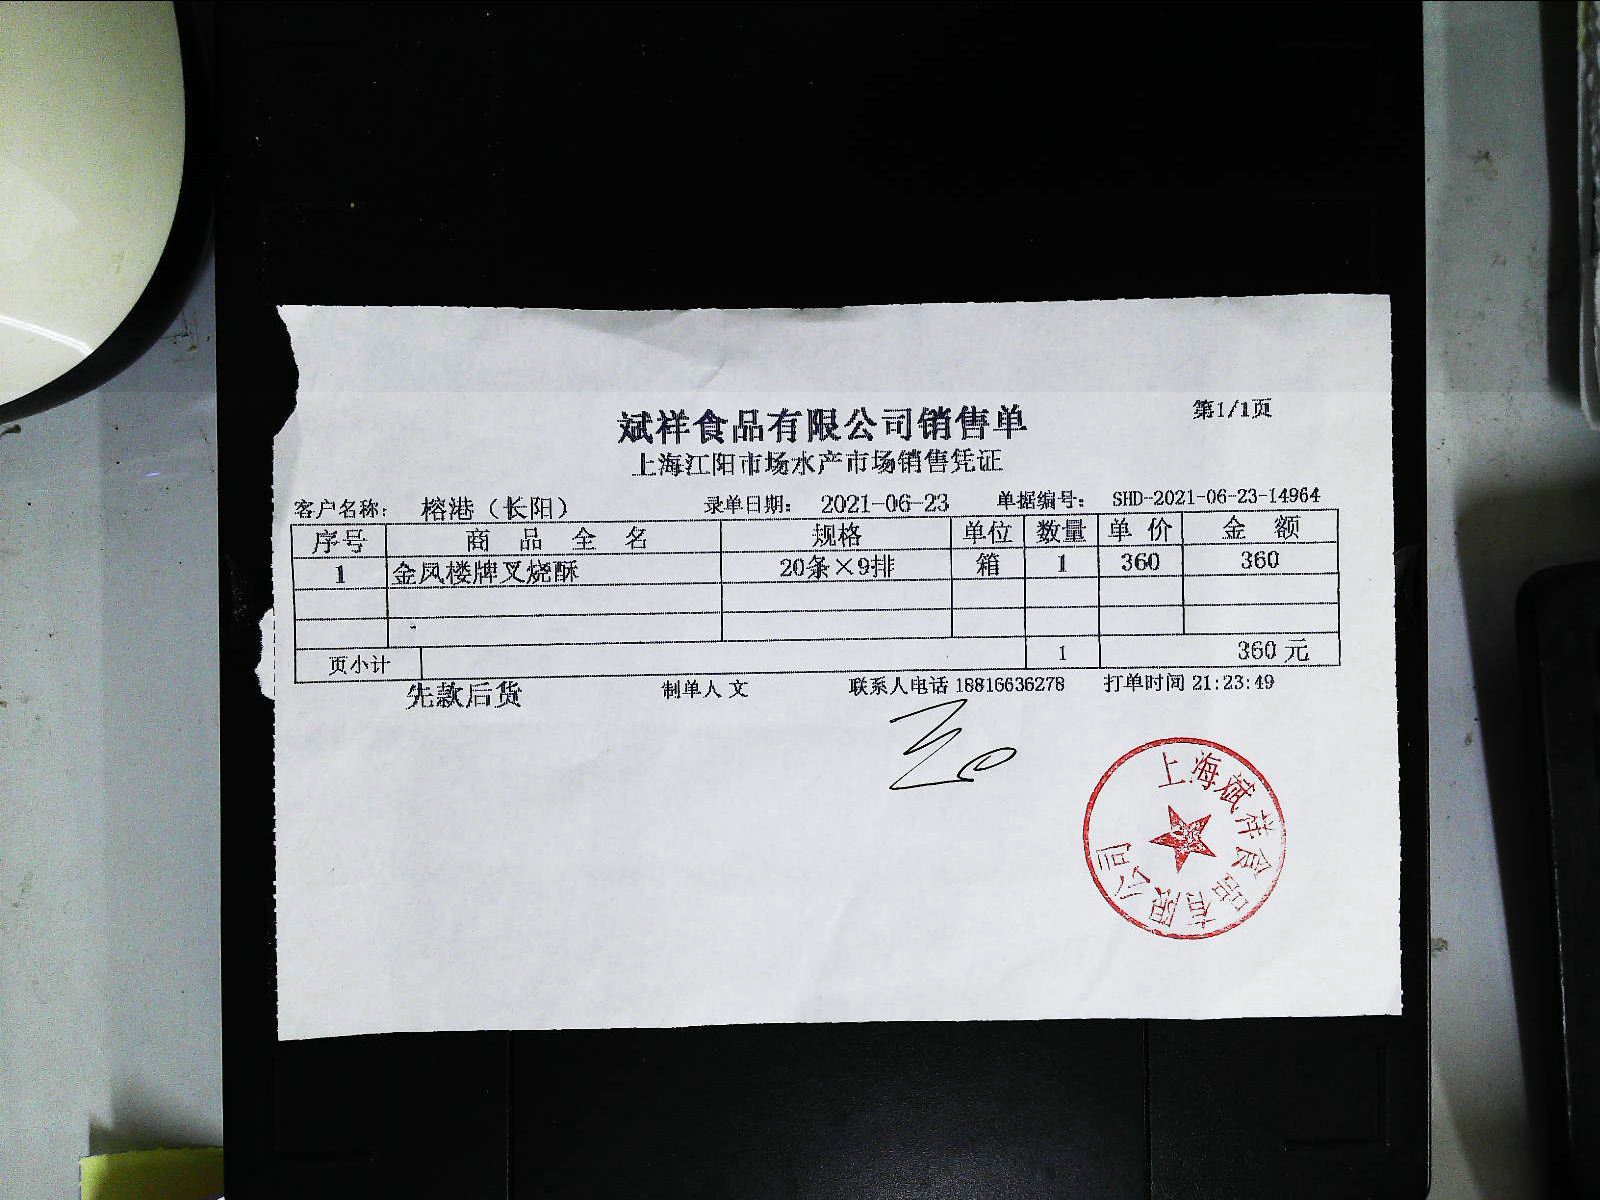 第1/1页
斌祥食品有限公司销售单
上海江阳市场水产市场销售凭证
客户名称: 榕港（长阳） 录单日期: 2021-06-23 单据编号: SHD-2021-06-23-14964
序号 商品全名 规格 单位 数量 单价 金额
1 金凤楼牌叉烧酥 20条×9排 箱 1 360 360
页小计 1 360元
先款后货 制单人 文 联系人电话 18816636278 打单时间 21:23:49
上海斌祥食品有限公司